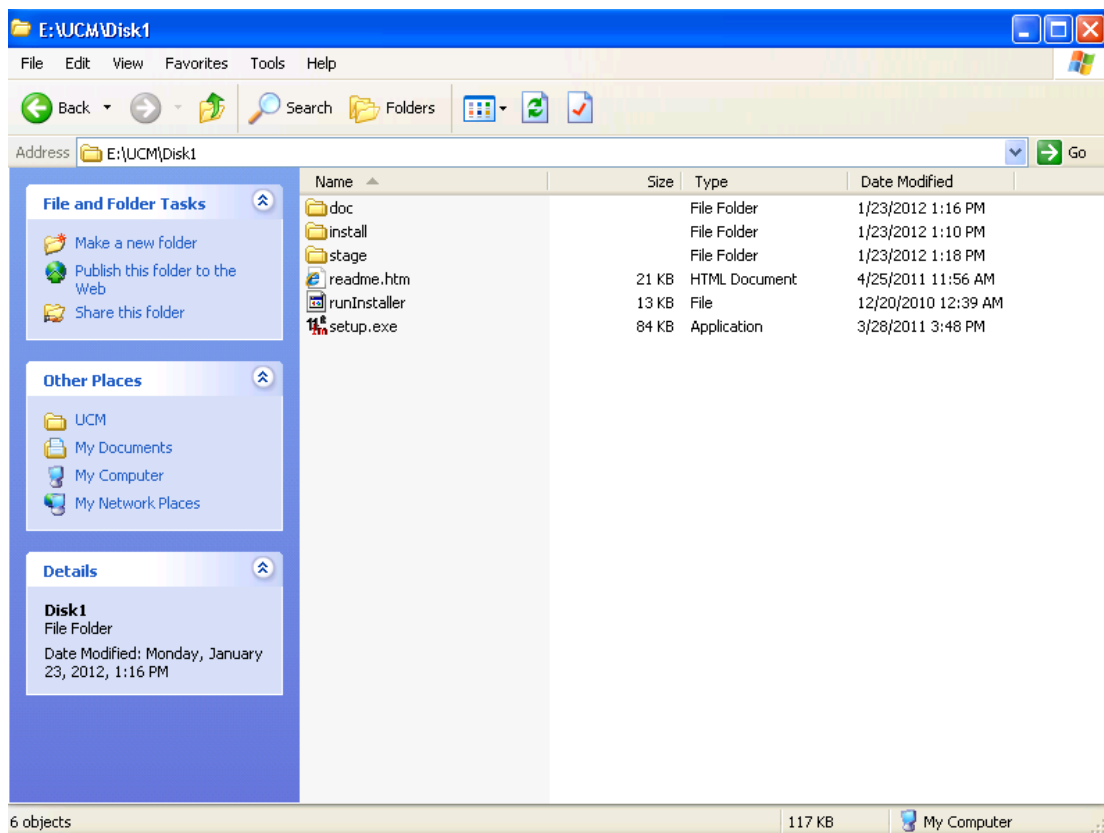 E:\UCM\Disk1
File Edit View Favorites Tools Help
Back Search Folders
Address E:\UCM\Disk1 Go
File and Folder Tasks
Make a new folder
Publish this folder to the
Web
Share this folder
Other Places
UCM
My Documents
My Computer
My Network Places
Details
Disk1
File Folder
Date Modified: Monday, January
23, 2012, 1:16 PM
Name Size Type Date Modified
doc File Folder 1/23/2012 1:16 PM
install File Folder 1/23/2012 1:10 PM
stage File Folder 1/23/2012 1:18 PM
readme.htm 21 KB HTML Document 4/25/2011 11:56 AM
runInstaller 13 KB File 12/20/2010 12:39 AM
setup.exe 84 KB Application 3/28/2011 3:48 PM
6 objects 117 KB My Computer